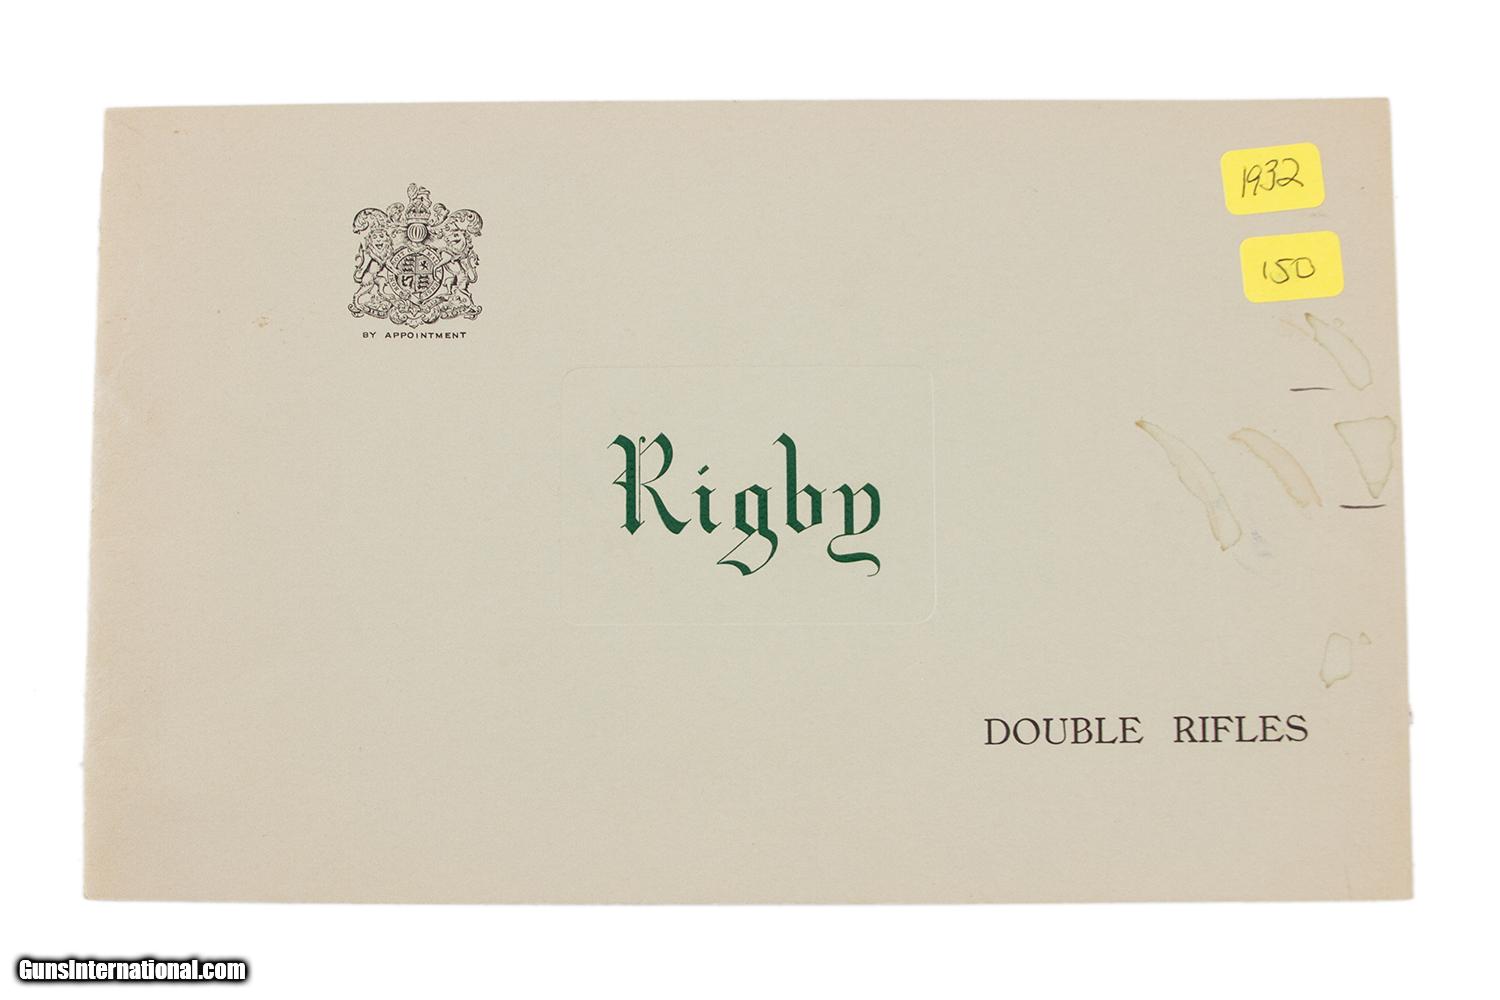 1932
150
BY APPOINTMENT
Rigby
DOUBLE RIFLES
GunsInternational.com